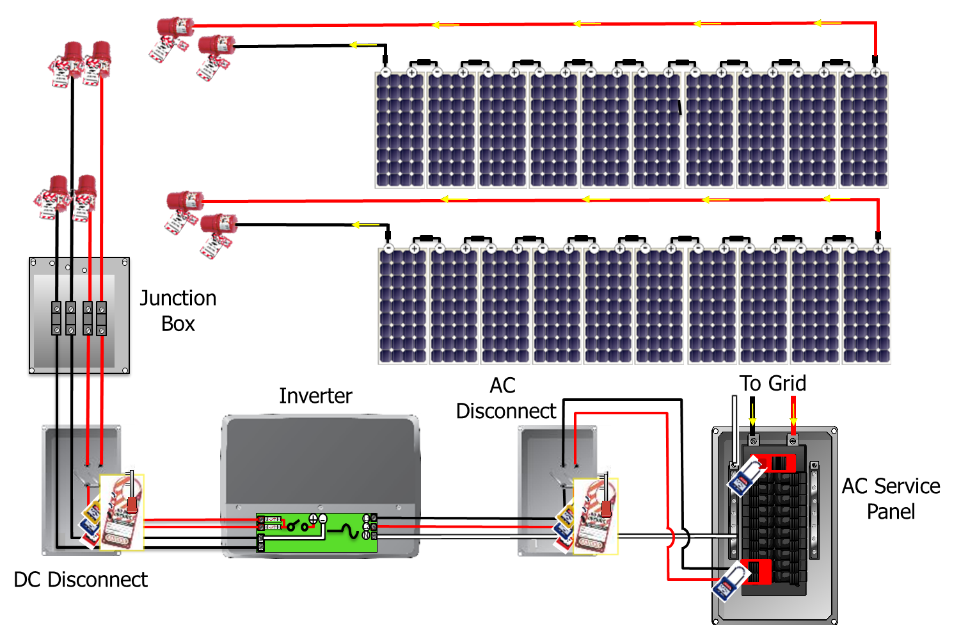 Junction
Box
Inverter
AC
Disconnect
To Grid
AC Service
Panel
DC Disconnect